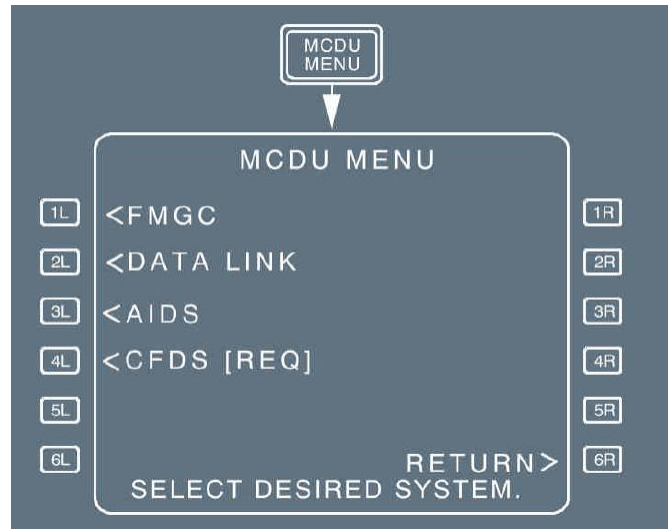 MCDU
MENU
MCDU MENU
1L <FMGC 1R
2L <DATA LINK 2R
3L <AIDS 3R
4L <CFDS [REQ] 4R
5L 5R
6L RETURN> 6R
SELECT DESIRED SYSTEM.